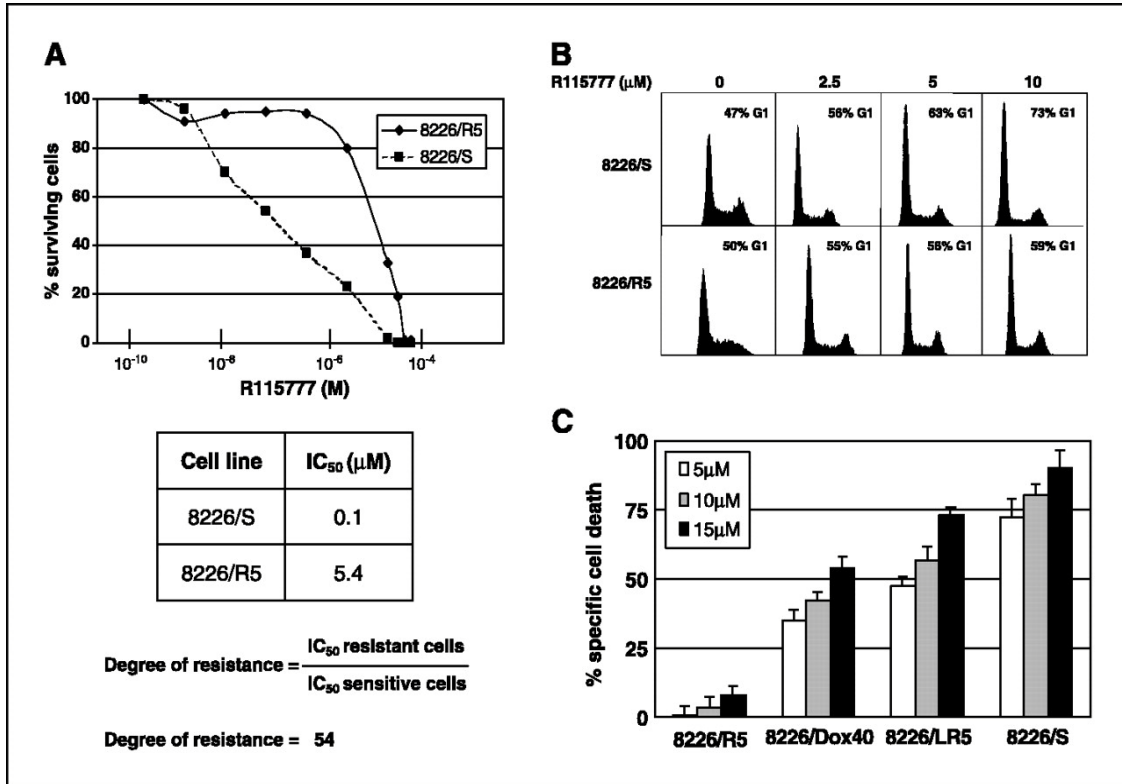 A
100
80
60
40
20
0
% surviving cells
8226/R5
8226/S
10⁻¹⁰
10⁻⁸
10⁻⁶
10⁻⁴
R115777 (M)
Cell line IC₅₀ (μM)
8226/S 0.1
8226/R5 5.4
Degree of resistance = IC₅₀ resistant cells
IC₅₀ sensitive cells
Degree of resistance = 54
B
R115777 (μM) 0 2.5 5 10
8226/S
47% G1 56% G1 63% G1 73% G1
8226/R5
50% G1 55% G1 58% G1 59% G1
C
100
75
50
25
0
% specific cell death
5μM
10μM
15μM
8226/R5 8226/Dox40 8226/LR5 8226/S